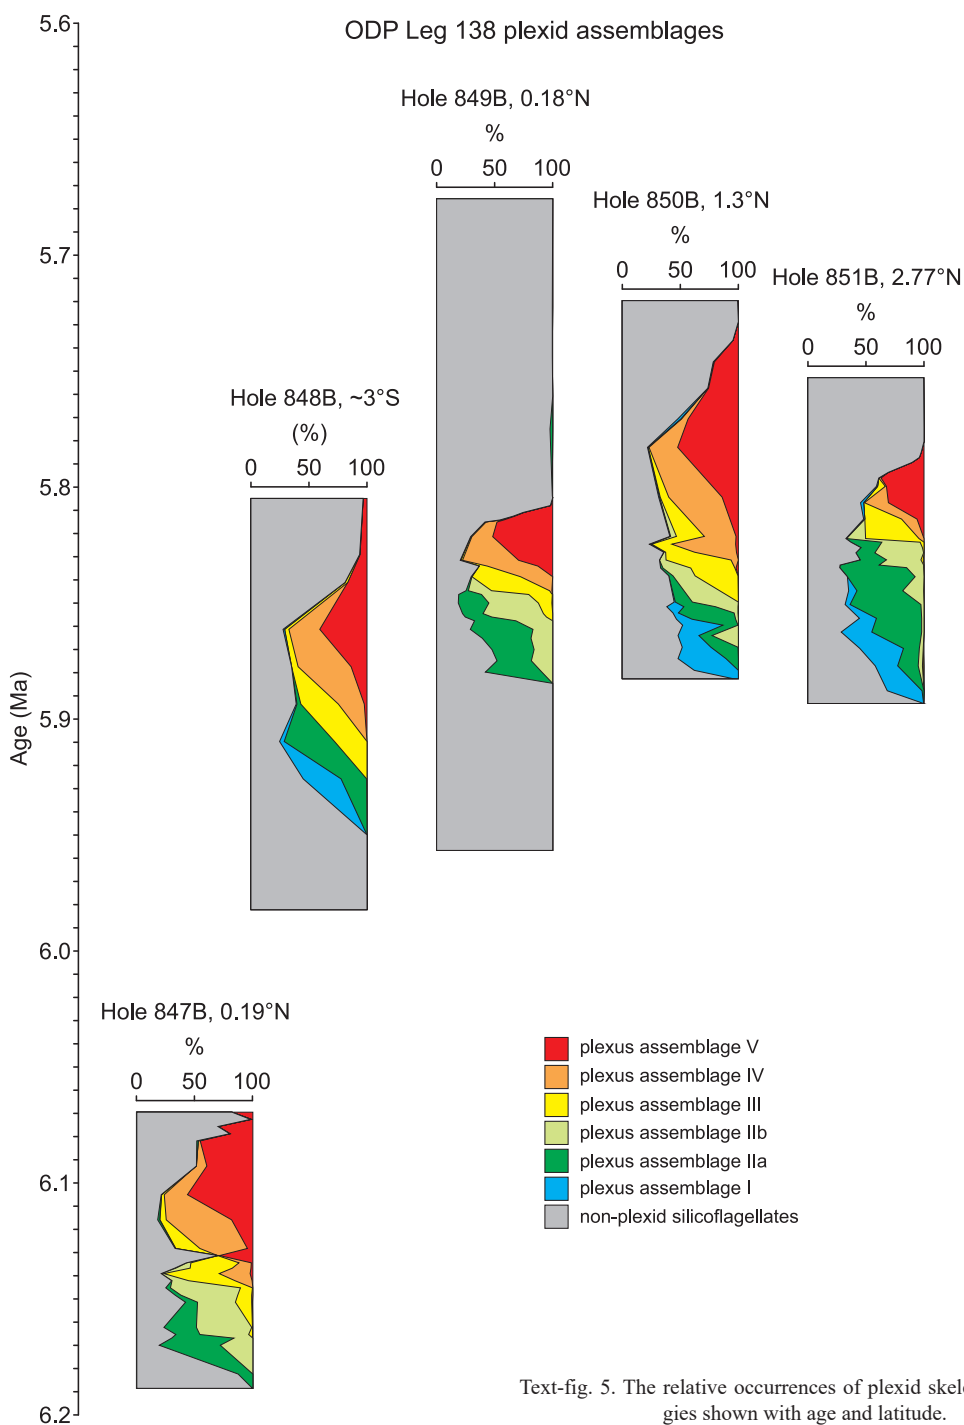 ODP Leg 138 plexid assemblages
5.6
5.7
5.8
5.9
6.0
6.1
6.2
Age (Ma)
Hole 849B, 0.18°N
%
0 50 100
Hole 850B, 1.3°N
%
0 50 100
Hole 851B, 2.77°N
%
0 50 100
Hole 848B, ~3°S
(%)
0 50 100
Hole 847B, 0.19°N
%
0 50 100
plexus assemblage V
plexus assemblage IV
plexus assemblage III
plexus assemblage IIb
plexus assemblage IIa
plexus assemblage I
non-plexid silicoflagellates
Text-fig. 5. The relative occurrences of plexid skel
gies shown with age and latitude.